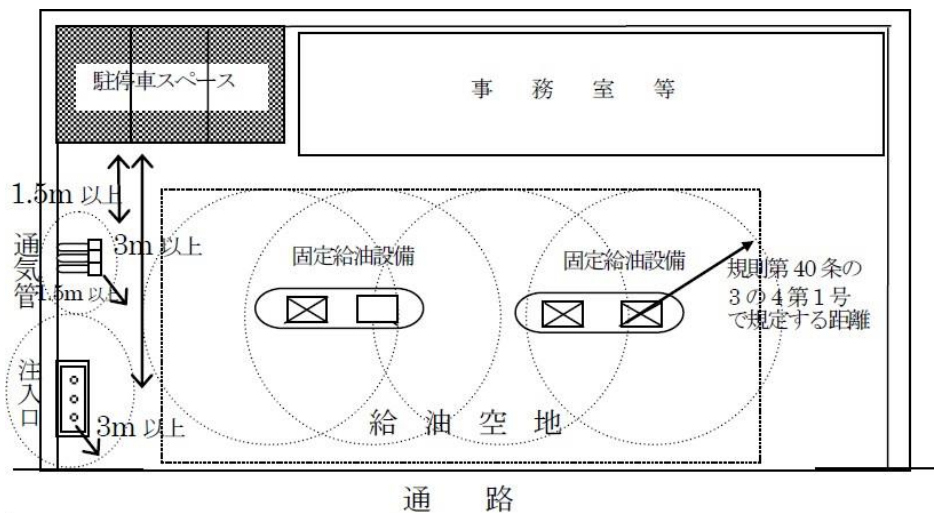 駐停車スペース
事 務 室 等
1.5m 以上
3m 以上
通気管
1.5m 以上
固定給油設備
固定給油設備
規則第 40 条の
3 の 4 第 1 号
で規定する距離
注入口
3m 以上
給 油 空 地
通 路